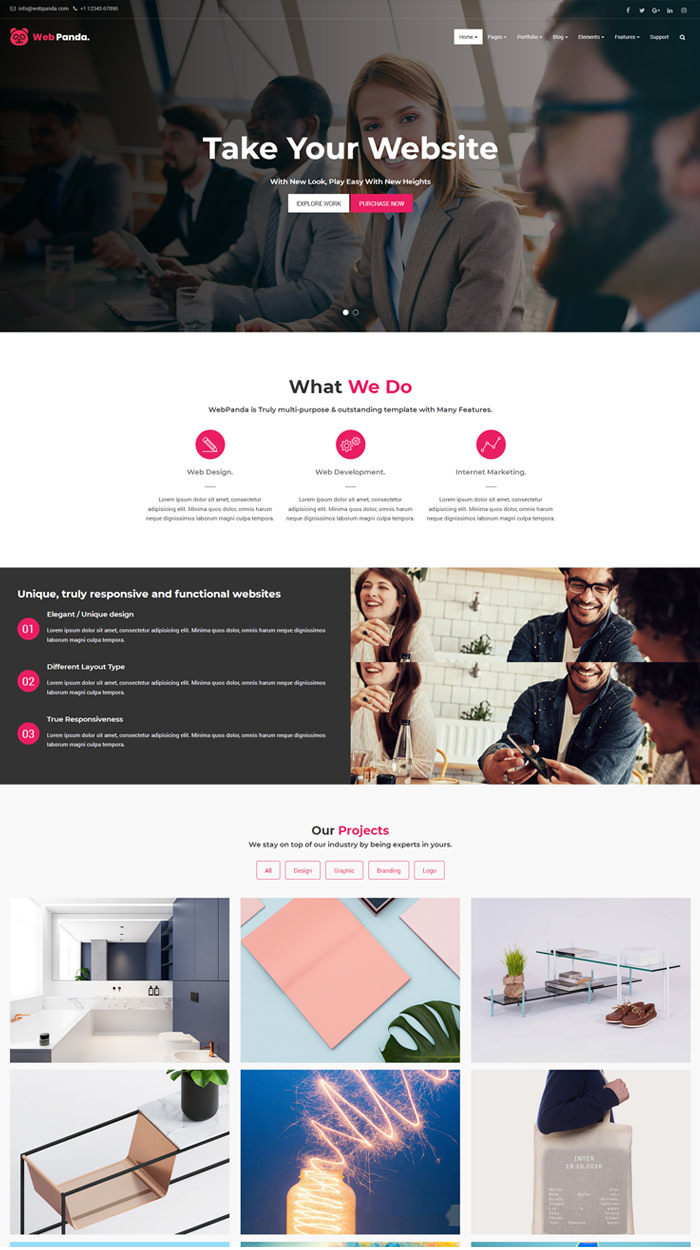 info@webpanda.com +1 12345 67890
Web Panda.
Home Pages Portfolio Blog Elements Features Support
Take Your Website
With New Look, Play Easy With New Heights
EXPLORE WORK PURCHASE NOW
What We Do
WebPanda is Truly multi-purpose & outstanding template with Many Features.
Web Design. Web Development. Internet Marketing.
Lorem ipsum dolor sit amet, consectetur Lorem ipsum dolor sit amet, consectetur Lorem ipsum dolor sit amet, consectetur
adipisicing elit. Minima quos dolor, omnis harum adipisicing elit. Minima quos dolor, omnis harum adipisicing elit. Minima quos dolor, omnis harum
neque dignissimos laborum magni culpa tempora. neque dignissimos laborum magni culpa tempora. neque dignissimos laborum magni culpa tempora.
Unique, truly responsive and functional websites
Elegant / Unique design
01
Lorem ipsum dolor sit amet, consectetur adipisicing elit. Minima quos dolor, omnis harum neque dignissimos
laborum magni culpa tempora.
Different Layout Type
02
Lorem ipsum dolor sit amet, consectetur adipisicing elit. Minima quos dolor, omnis harum neque dignissimos
laborum magni culpa tempora.
True Responsiveness
03
Lorem ipsum dolor sit amet, consectetur adipisicing elit. Minima quos dolor, omnis harum neque dignissimos
laborum magni culpa tempora.
Our Projects
We stay on top of our industry by being experts in yours.
All Design Graphic Branding Logo
INTER
19.10.2016